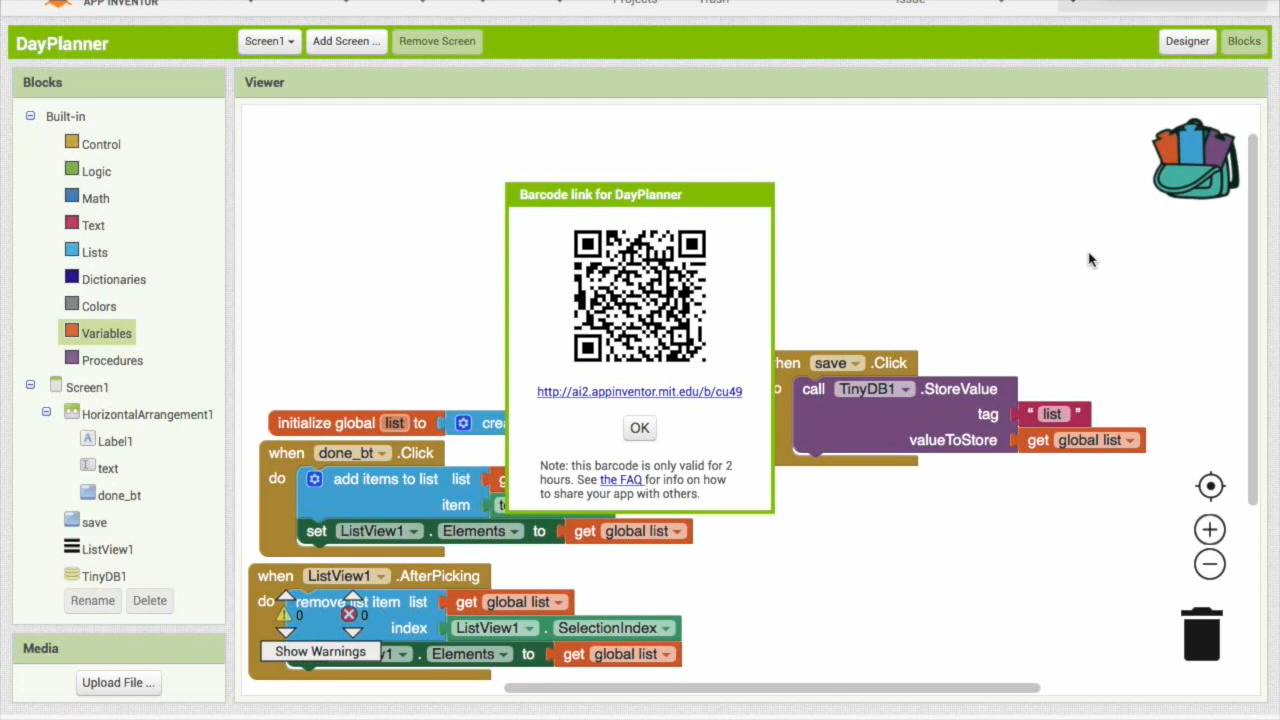 APP INVENTOR
Projects
Trash
Issue
DayPlanner
Screen1
Add Screen ...
Remove Screen
Designer
Blocks
Blocks
Viewer
Built-in
Control
Logic
Math
Text
Lists
Dictionaries
Colors
Variables
Procedures
Screen1
HorizontalArrangement1
Label1
text
done_bt
save
ListView1
TinyDB1
Rename
Delete
Media
Upload File ...
Barcode link for DayPlanner
http://ai2.appinventor.mit.edu/b/cu49
OK
Note: this barcode is only valid for 2
hours. See the FAQ for info on how
to share your app with others.
initialize global list to
when done_bt .Click
do add items to list list
item
set ListView1 . Elements to get global list
when ListView1 .AfterPicking
do remove list item list get global list
index ListView1 . SelectionIndex
Elements to get global list
0
0
Show Warnings
save .Click
call TinyDB1 .StoreValue
tag “ list ”
valueToStore get global list